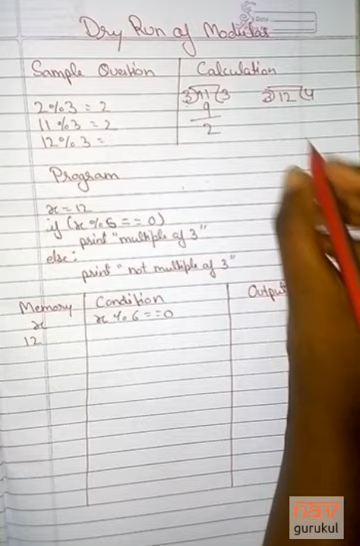 Dry Run of Modulas
Sample Question
Calculation
2%3 = 2
11%3 = 2
12%3 =
3)11(3
9
2
3)12(4
Program
x=12
if (x%6==0)
print "multiple of 3"
else:
print "not multiple of 3"
Memory
Condition
Output
x
x%6==0
12
nav
gurukul